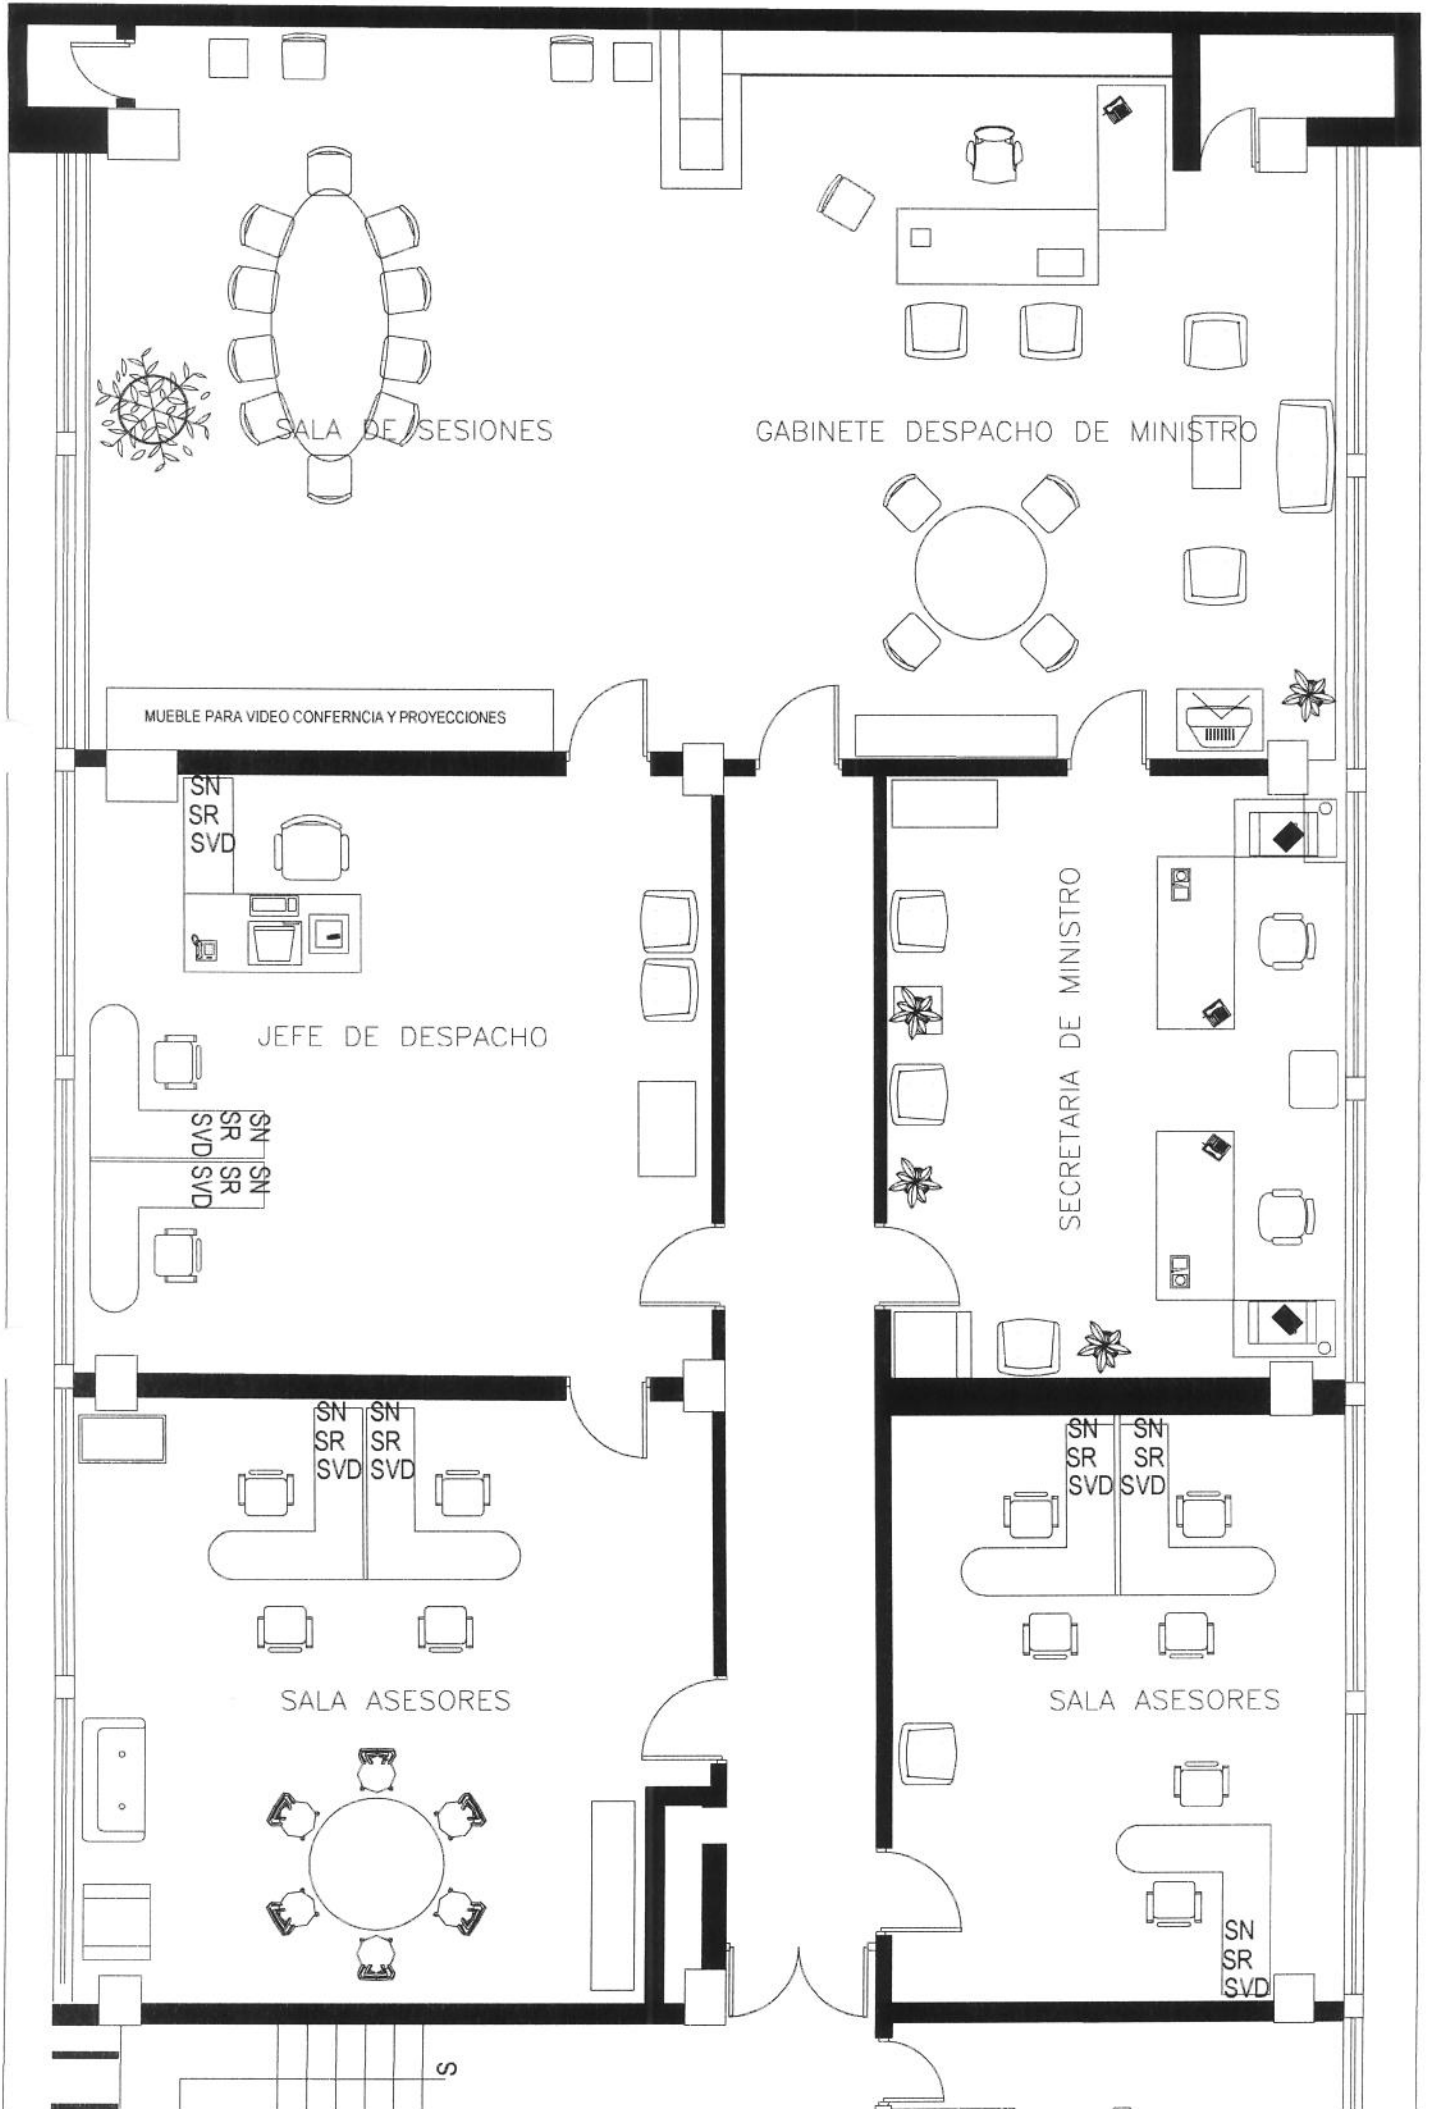 SALA DE SESIONES
GABINETE DESPACHO DE MINISTRO
MUEBLE PARA VIDEO CONFERNCIA Y PROYECCIONES
SN
SR
SVD
JEFE DE DESPACHO
SN
SR
SVD
SN
SR
SVD
SECRETARIA DE MINISTRO
SN
SR
SVD
SN
SR
SVD
SALA ASESORES
SN
SR
SVD
SN
SR
SVD
SALA ASESORES
SN
SR
SVD
S